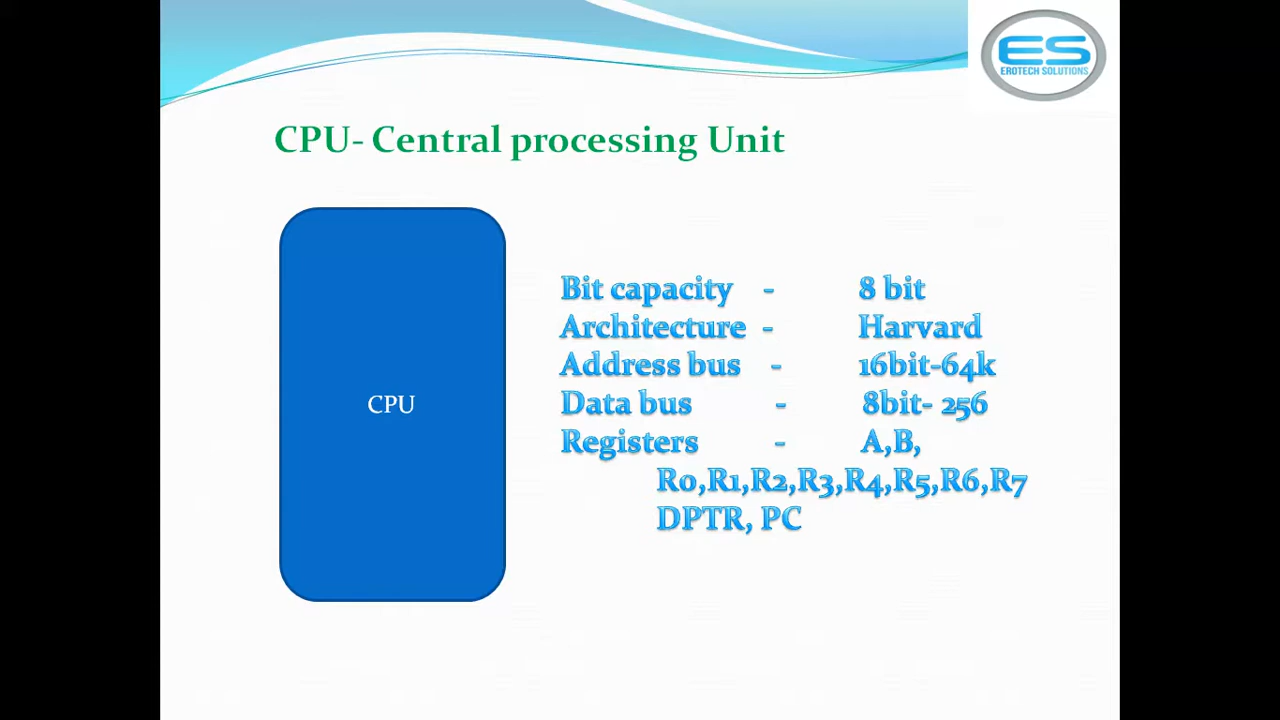 ES
EROTECH SOLUTIONS
CPU- Central processing Unit
CPU
Bit capacity - 8 bit
Architecture - Harvard
Address bus - 16bit-64k
Data bus - 8bit- 256
Registers - A,B,
R0,R1,R2,R3,R4,R5,R6,R7
DPTR, PC